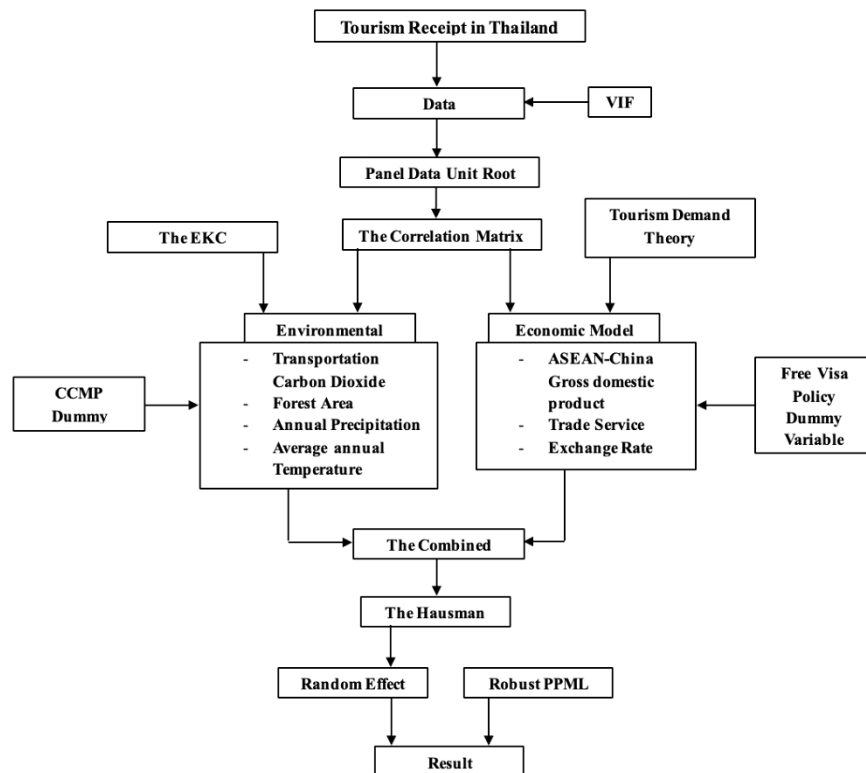 Tourism Receipt in Thailand
Data
VIF
Panel Data Unit Root
The EKC
The Correlation Matrix
Tourism Demand
Theory
Environmental
- Transportation
Carbon Dioxide
- Forest Area
- Annual Precipitation
- Average annual
Temperature
Economic Model
- ASEAN-China
Gross domestic
product
- Trade Service
- Exchange Rate
CCMP
Dummy
Free Visa
Policy
Dummy
Variable
The Combined
The Hausman
Random Effect
Robust PPML
Result